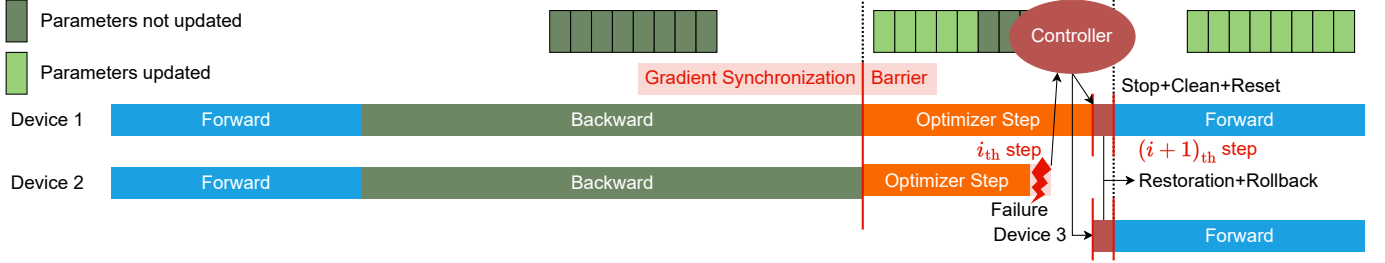 Parameters not updated
Controller
Parameters updated
Gradient Synchronization Barrier
Stop+Clean+Reset
Device 1 Forward Backward Optimizer Step Forward
i_th step (i + 1)_th step
Device 2 Forward Backward Optimizer Step Restoration+Rollback
Failure
Device 3 Forward